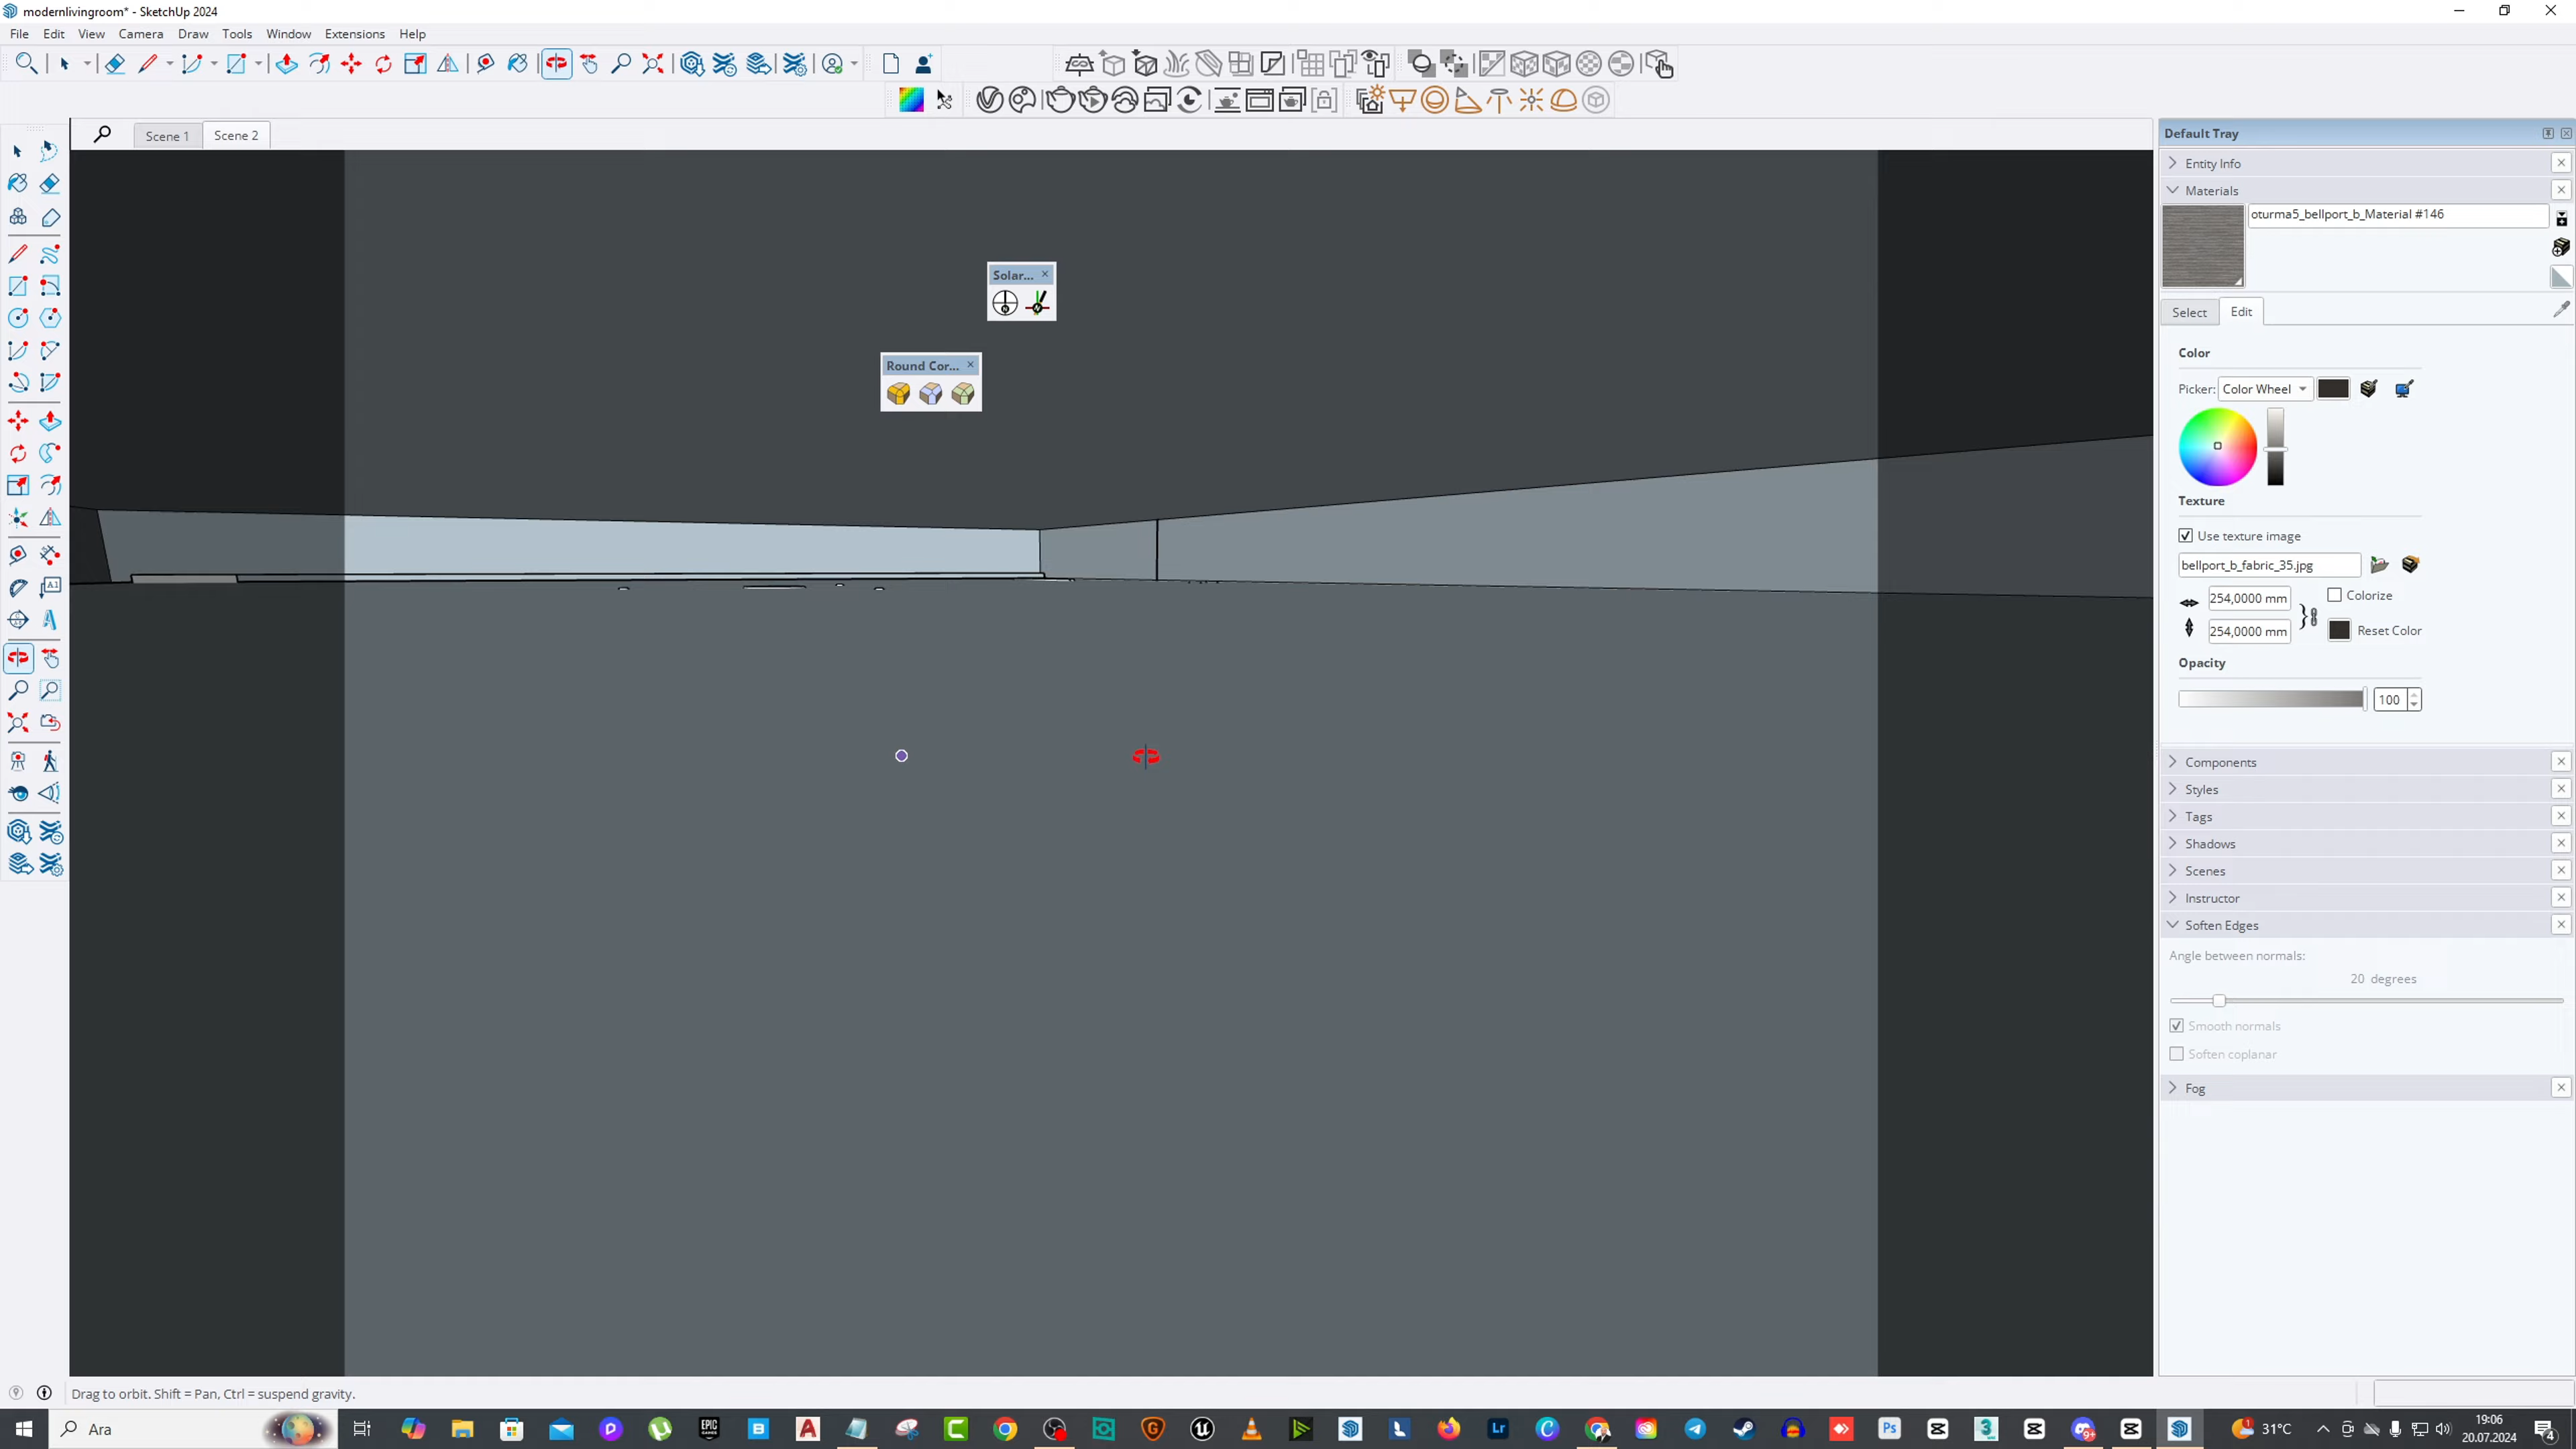 modernlivingroom* - SketchUp 2024
File Edit View Camera Draw Tools Window Extensions Help
Scene 1 Scene 2
Default Tray
Entity Info
Materials
oturma5_bellport_b_Material #146
Solar...
Select Edit
Color
Round Cor...
Picker: Color Wheel
Texture
Use texture image
bellport_b_fabric_35.jpg
254,0000 mm Colorize
254,0000 mm Reset Color
Opacity
100
Components
Styles
Tags
Shadows
Scenes
Instructor
Soften Edges
Angle between normals:
20 degrees
Smooth normals
Soften coplanar
Fog
Drag to orbit. Shift = Pan, Ctrl = suspend gravity.
Ara
31°C
19:06
20.07.2024